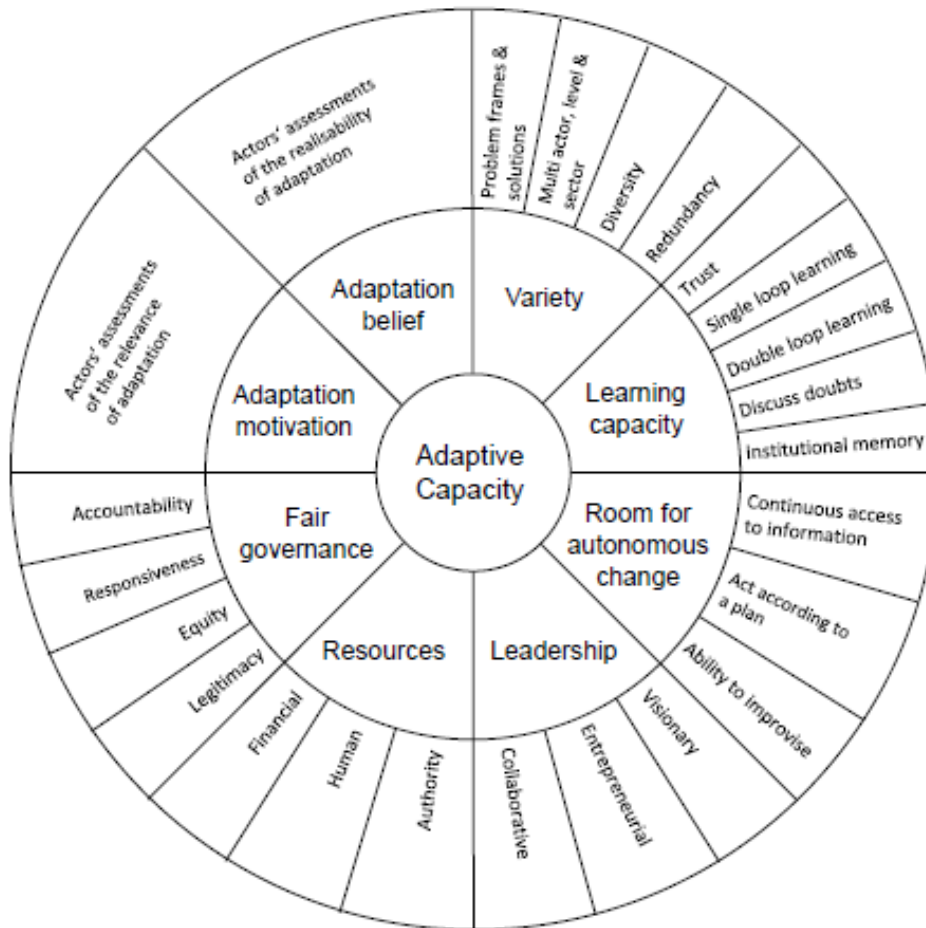 Adaptive
Capacity
Variety
Problem frames &
solutions
Multi actor, level &
sector
Diversity
Redundancy
Learning
capacity
Trust
Single loop learning
Double loop learning
Discuss doubts
Institutional memory
Room for
autonomous
change
Continuous access
to information
Act according to
a plan
Ability to improvise
Leadership
Visionary
Entrepreneurial
Collaborative
Resources
Authority
Human
Financial
Fair
governance
Legitimacy
Equity
Responsiveness
Accountability
Adaptation
motivation
Actors' assessments
of the relevance
of adaptation
Adaptation
belief
Actors' assessments
of the realisability
of adaptation